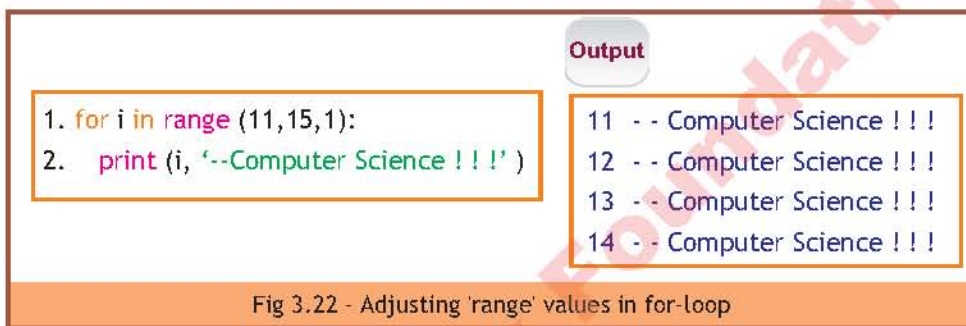 Output
1. for i in range (11,15,1):
2. print (i, ‘--Computer Science ! ! !’ )
11 - - Computer Science ! ! !
12 - - Computer Science ! ! !
13 - - Computer Science ! ! !
14 - - Computer Science ! ! !
Fig 3.22 - Adjusting 'range' values in for-loop
Foundati